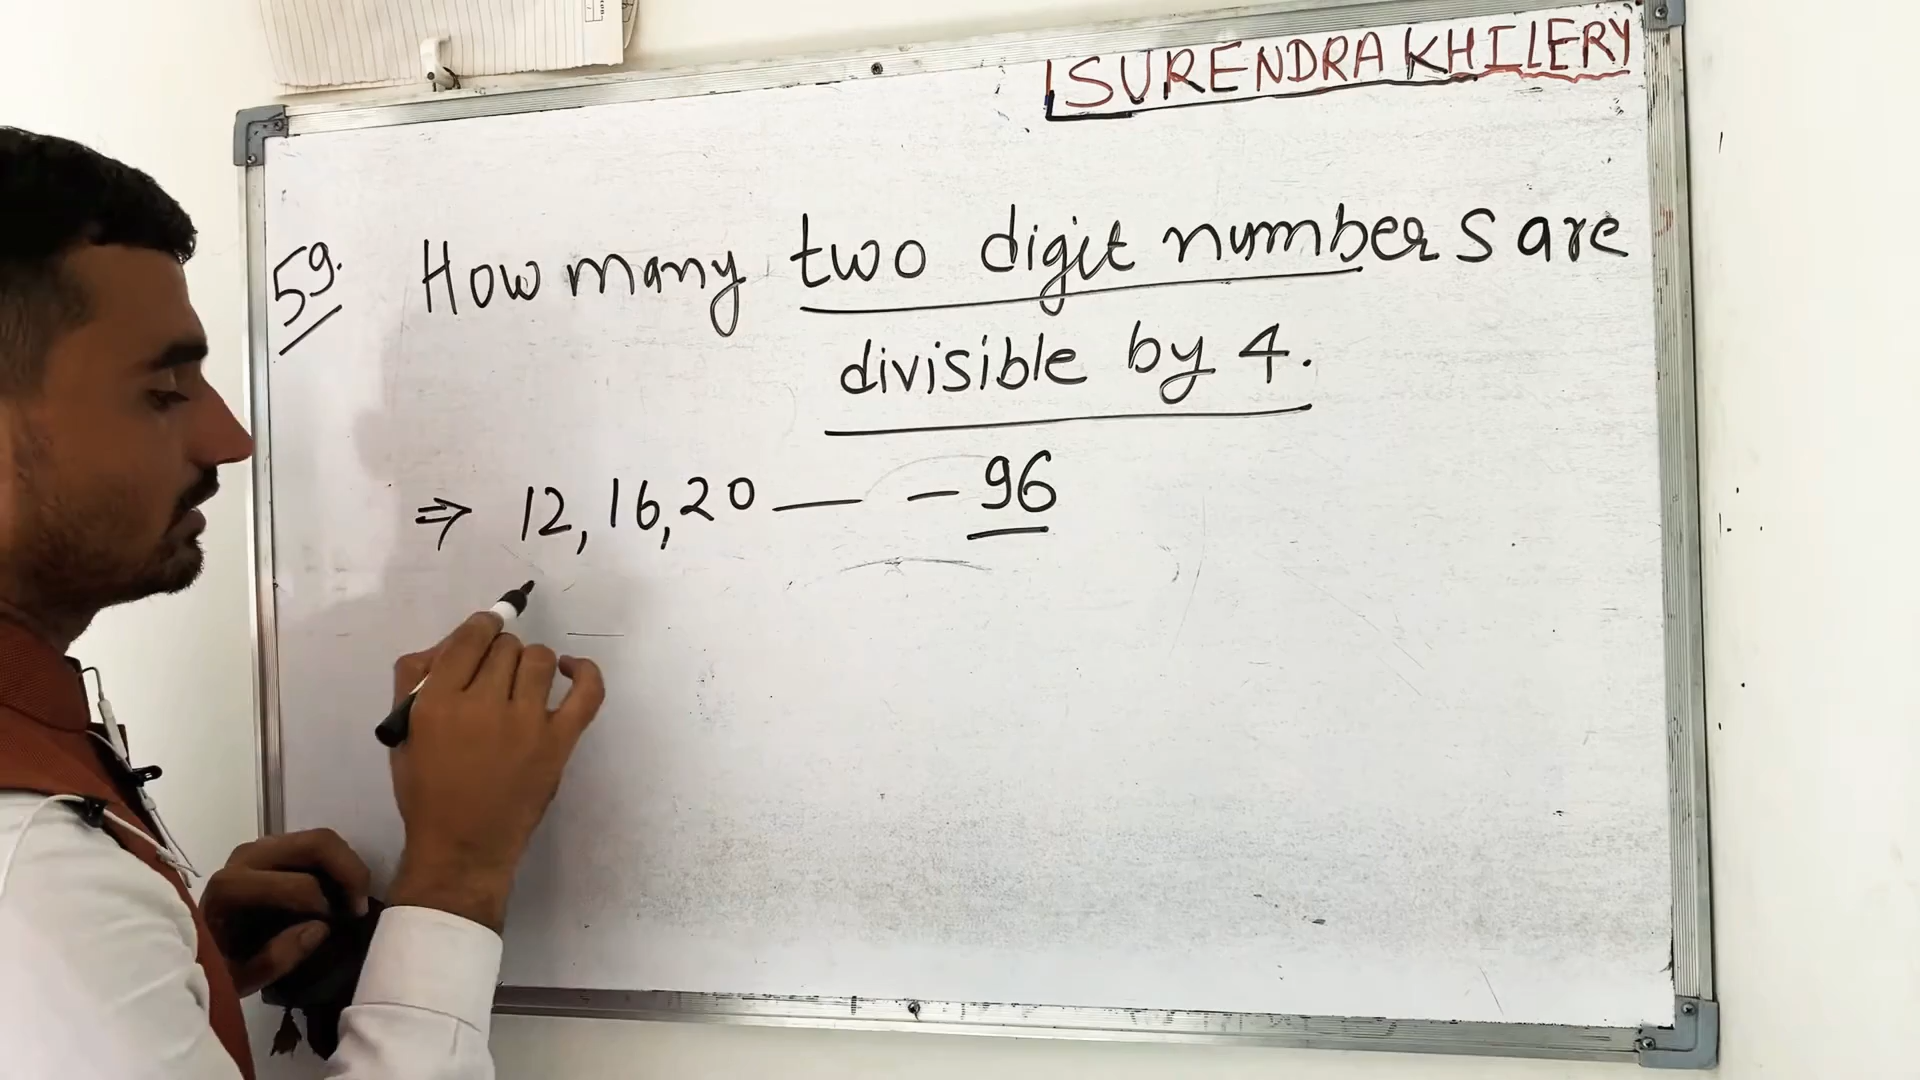 SURENDRA KHILERY
59. How many two digit numbers are
divisible by 4.
⇒ 12, 16, 20 — – 96